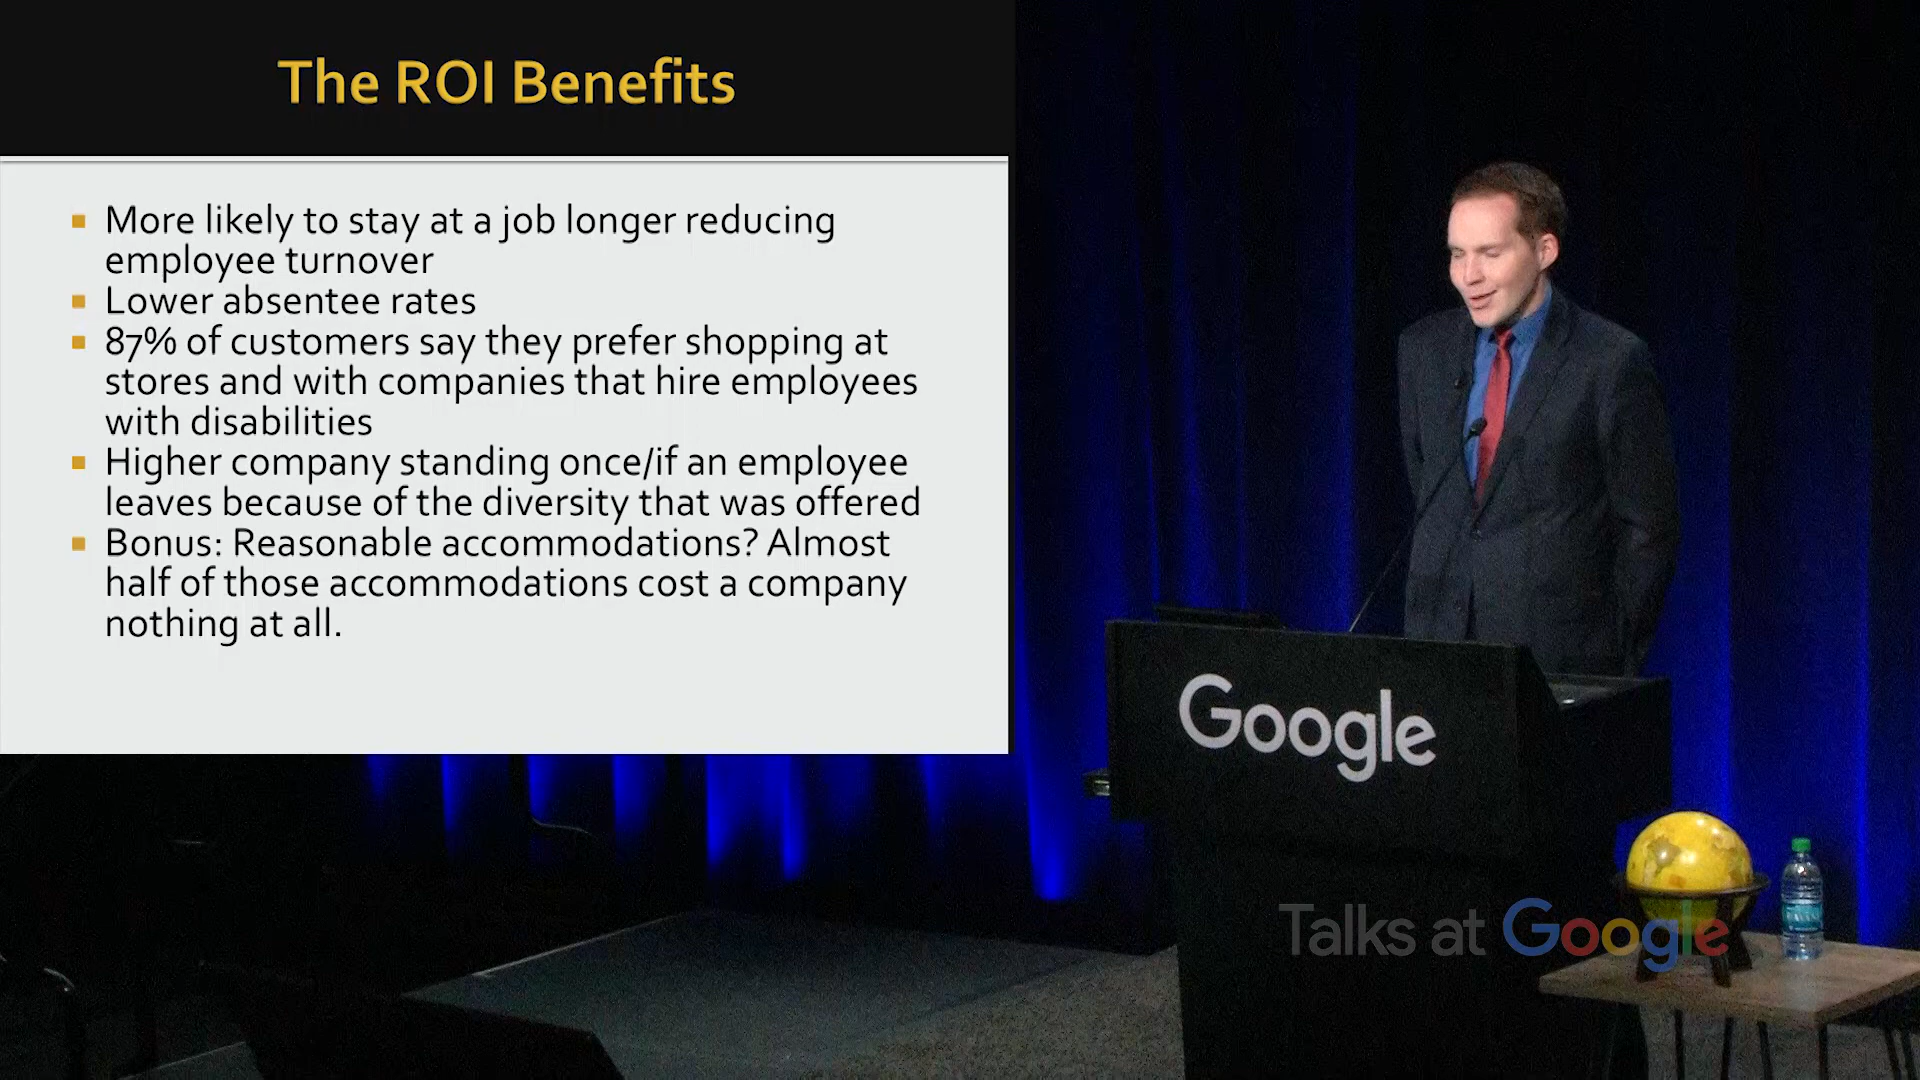 The ROI Benefits
More likely to stay at a job longer reducing
employee turnover
Lower absentee rates
87% of customers say they prefer shopping at
stores and with companies that hire employees
with disabilities
Higher company standing once/if an employee
leaves because of the diversity that was offered
Bonus: Reasonable accommodations? Almost
half of those accommodations cost a company
nothing at all.
Google
Talks at Google